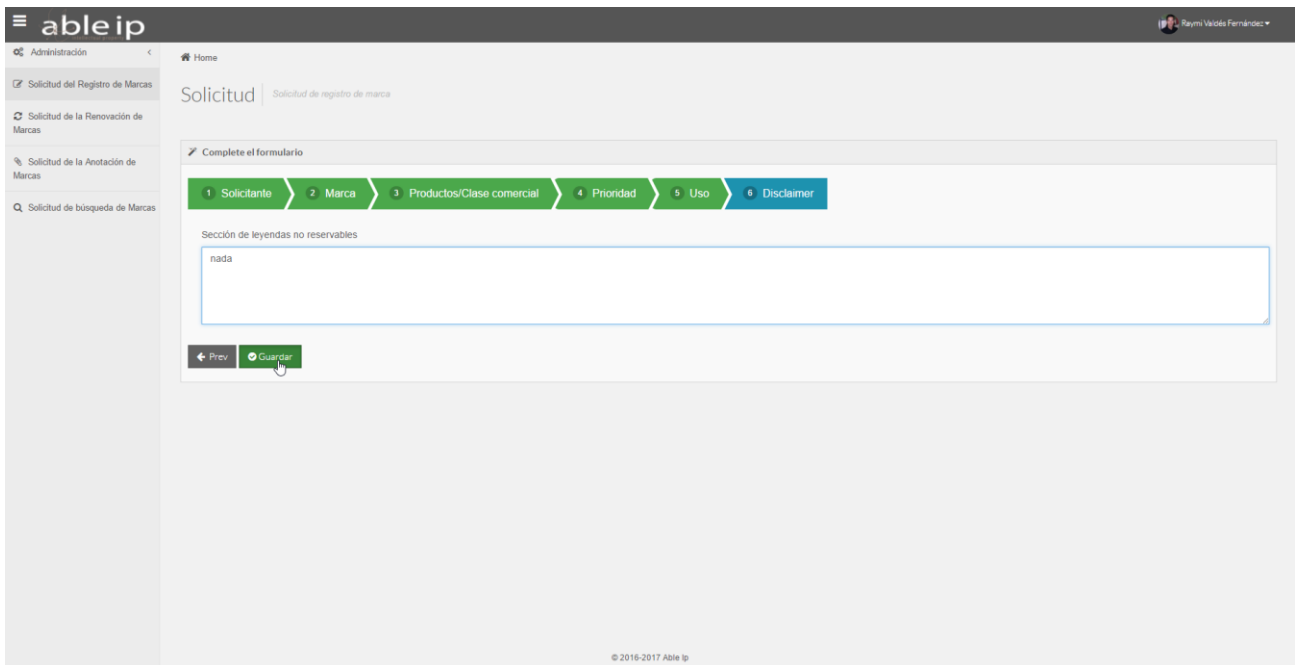 able ip
Raymi Valdés Fernández
Administración
Solicitud del Registro de Marcas
Solicitud de la Renovación de
Marcas
Solicitud de la Anotación de
Marcas
Solicitud de búsqueda de Marcas
Home
Solicitud
Solicitud de registro de marca
Complete el formulario
1 Solicitante 2 Marca 3 Productos/Clase comercial 4 Prioridad 5 Uso 6 Disclaimer
Sección de leyendas no reservables
nada
Prev Guardar
© 2016-2017 Able Ip